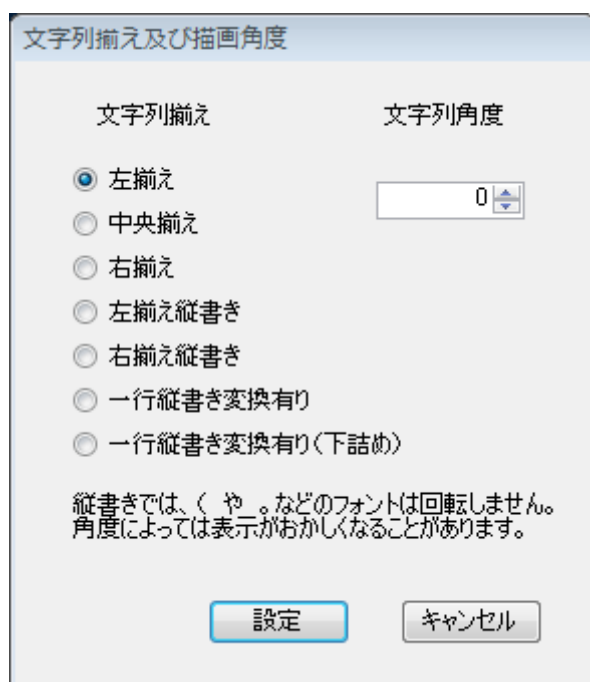 文字列揃え及び描画角度
文字列揃え 文字列角度
左揃え 0
中央揃え
右揃え
左揃え縦書き
右揃え縦書き
一行縦書き変換有り
一行縦書き変換有り(下詰め)
縦書きでは、( や 。などのフォントは回転しません。
角度によっては表示がおかしくなることがあります。
設定 キャンセル